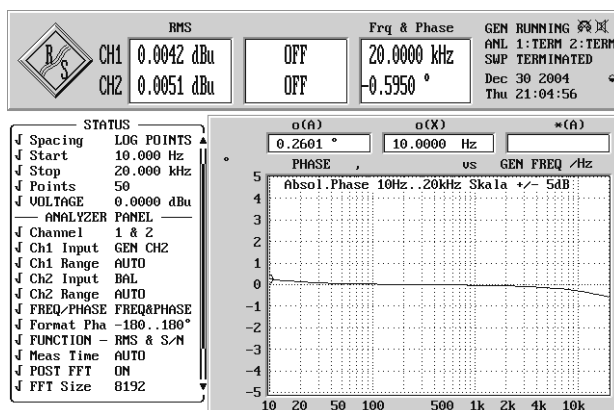 RMS Frq & Phase GEN RUNNING
R S CH1 0.0042 dBu OFF 20.0000 kHz ANL 1:TERM 2:TERM
SWP TERMINATED
CH2 0.0051 dBu OFF -0.5950 ° Dec 30 2004
Thu 21:04:56
STATUS
Spacing LOG POINTS
Start 10.000 Hz
Stop 20.000 kHz
Points 50
VOLTAGE 0.0000 dBu
ANALYZER PANEL
Channel 1 & 2
Ch1 Input GEN CH2
Ch1 Range AUTO
Ch2 Input BAL
Ch2 Range AUTO
FREQ/PHASE FREQ&PHASE
Format Pha -180..180°
FUNCTION - RMS & S/N
Meas Time AUTO
POST FFT ON
FFT Size 8192
o(A) o(X) *(A)
0.2601 ° 10.0000 Hz
° PHASE , vs GEN FREQ /Hz
Absol.Phase 10Hz..20kHz Skala +/- 5dB
5
4
3
2
1
0
-1
-2
-3
-4
-5
10 20 50 100 500 1k 2k 4k 10k